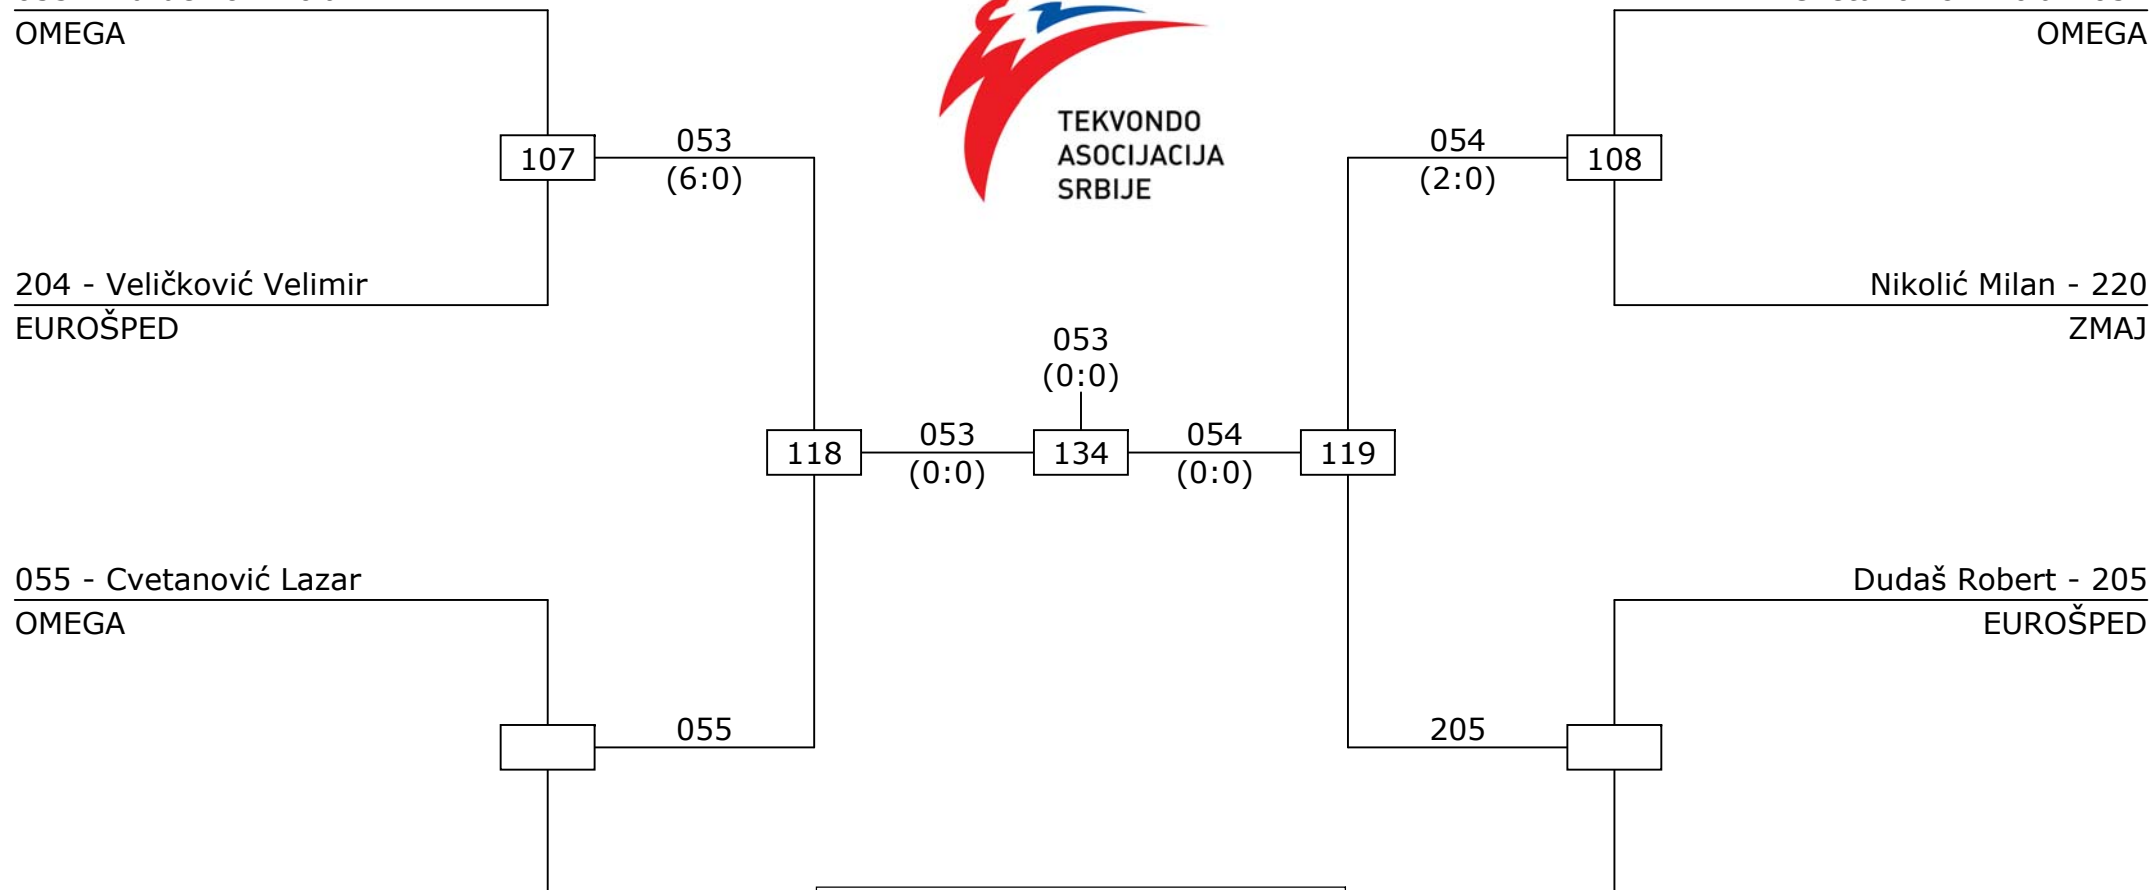 OMEGA
OMEGA
TEKVONDO
ASOCIJACIJA
SRBIJE
107
053
(6:0)
054
(2:0)
108
204 - Veličković Velimir
EUROŠPED
Nikolić Milan - 220
ZMAJ
053
(0:0)
118
053
(0:0)
134
054
(0:0)
119
055 - Cvetanović Lazar
OMEGA
Dudaš Robert - 205
EUROŠPED
055
205